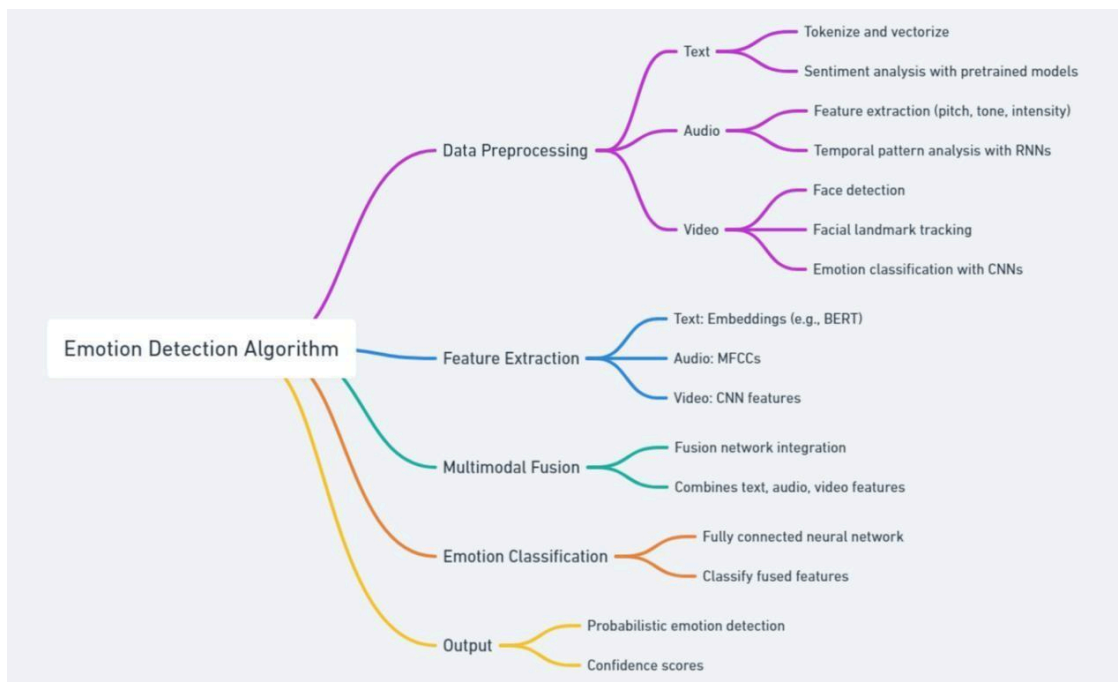 Emotion Detection Algorithm
Data Preprocessing
Text
Tokenize and vectorize
Sentiment analysis with pretrained models
Audio
Feature extraction (pitch, tone, intensity)
Temporal pattern analysis with RNNs
Video
Face detection
Facial landmark tracking
Emotion classification with CNNs
Feature Extraction
Text: Embeddings (e.g., BERT)
Audio: MFCCs
Video: CNN features
Multimodal Fusion
Fusion network integration
Combines text, audio, video features
Emotion Classification
Fully connected neural network
Classify fused features
Output
Probabilistic emotion detection
Confidence scores